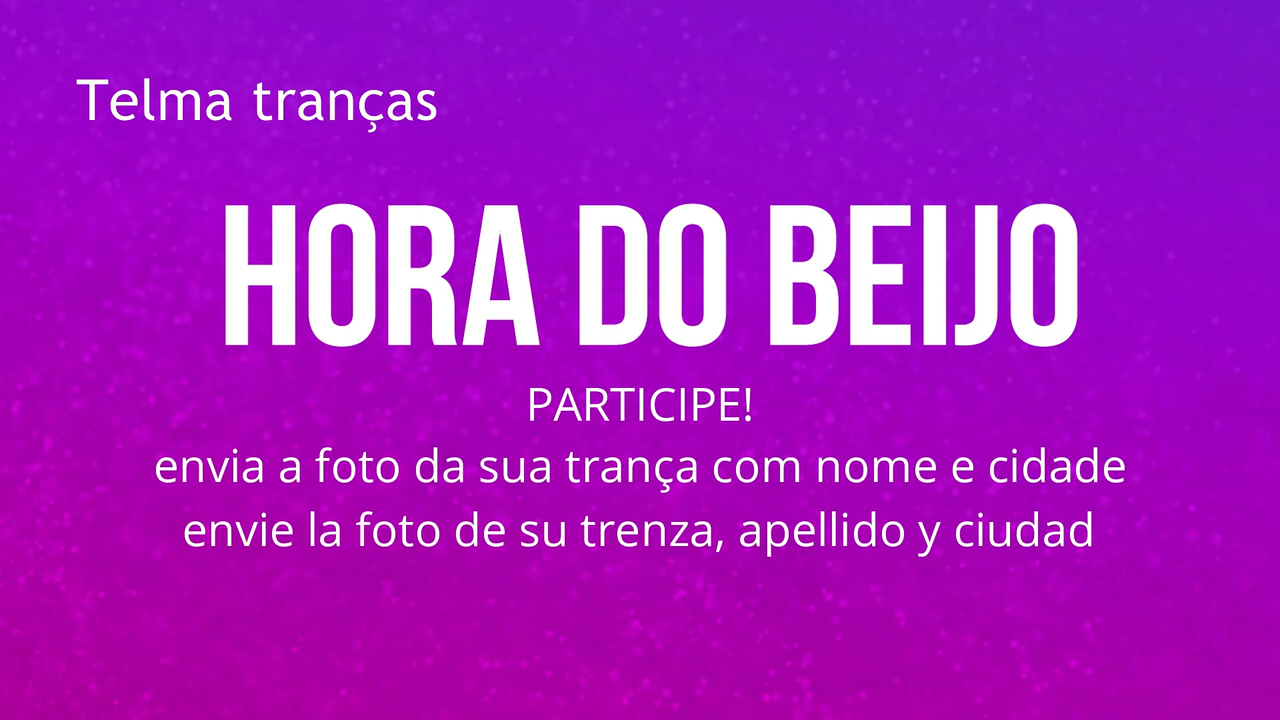 Telma tranças
HORA DO BEIJO
PARTICIPE!
envia a foto da sua trança com nome e cidade
envie la foto de su trenza, apellido y ciudad